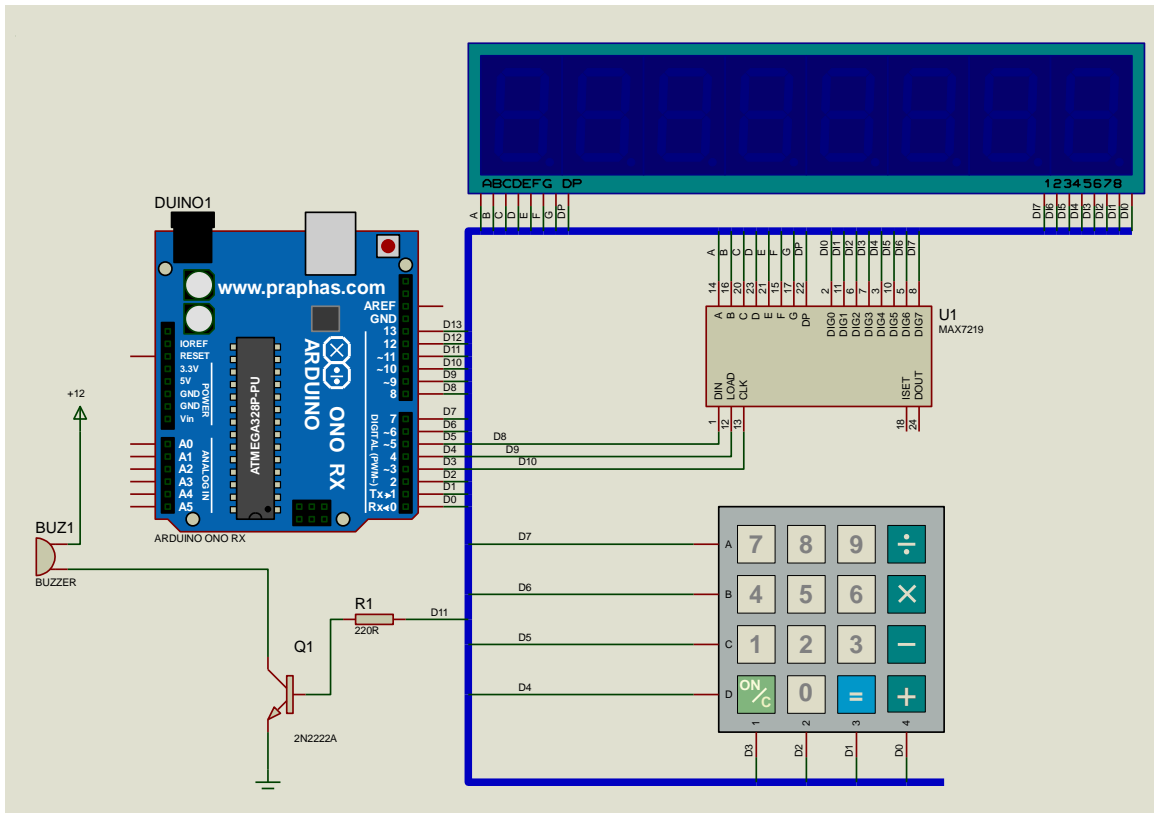 ABCDEFG DP
12345678
A B C D E F G DP
DI7 DI6 DI5 DI4 DI3 DI2 DI1 DI0
DUINO1
www.praphas.com
AREF
GND
13
12
~11
~10
~9
8
7
~6
~5
4
~3
2
Tx 1
Rx 0
IOREF
RESET
3.3V
5V
GND
GND
Vin
POWER
A0
A1
A2
A3
A4
A5
ANALOG IN
ATMEGA328P-PU
ARDUINO
ONO RX
DIGITAL (PWM~)
ARDUINO ONO RX
D13
D12
D11
D10
D9
D8
D7
D6
D5
D4
D3
D2
D1
D0
A B C D E F G DP
DI0 DI1 DI2 DI3 DI4 DI5 DI6 DI7
14 16 20 23 21 15 17 22
2 11 6 7 3 10 5 8
A B C D E F G DP
DIG0 DIG1 DIG2 DIG3 DIG4 DIG5 DIG6 DIG7
U1
MAX7219
DIN LOAD CLK
ISET DOUT
1 12 13
18 24
D8
D9
D10
+12
BUZ1
BUZZER
R1
220R
D11
Q1
2N2222A
D7
D6
D5
D4
A
B
C
D
7 8 9 ÷
4 5 6 ×
1 2 3 −
ON/C 0 = +
1 2 3 4
D3 D2 D1 D0